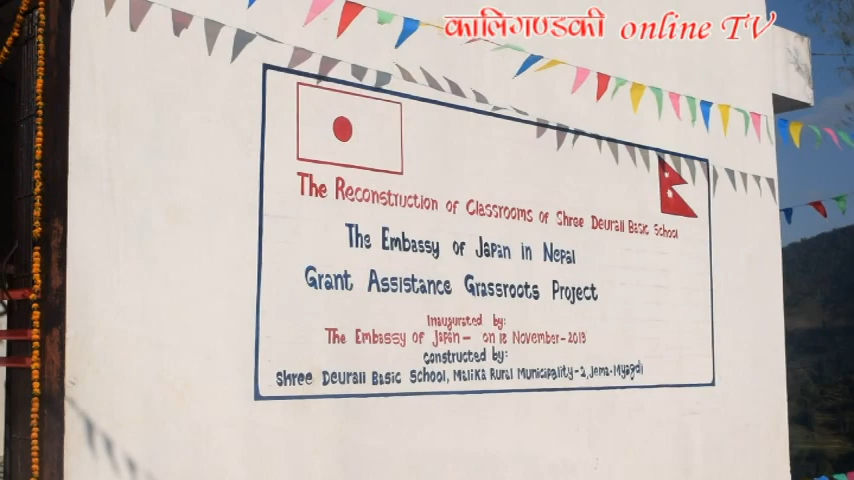 कालिगण्डकी online TV
The Reconstruction of Classrooms of Shree Deurali Basic School
The Embassy of Japan in Nepal
Grant Assistance Grassroots Project
Inaugurated by:
The Embassy of Japan - on 12 November-2019
constructed by:
Shree Deurali Basic School, Malika Rural Municipality-2, Jema-Myagdi